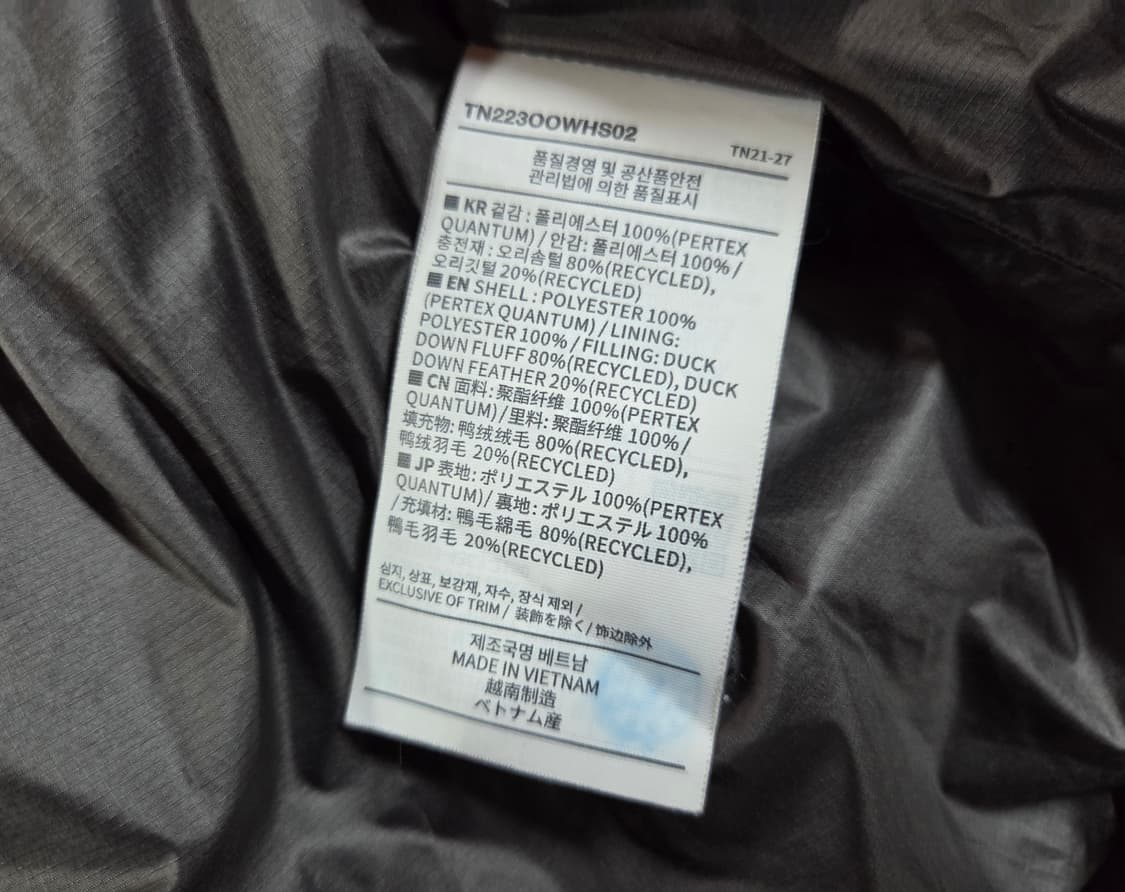 TN223OOWHS02
TN21-27
품질경영 및 공산품안전
관리법에 의한 품질표시
■ KR 겉감 : 폴리에스터 100%(PERTEX
QUANTUM) / 안감: 폴리에스터 100% /
충전재 : 오리솜털 80%(RECYCLED),
오리깃털 20%(RECYCLED)
■ EN SHELL : POLYESTER 100%
(PERTEX QUANTUM) / LINING:
POLYESTER 100% / FILLING: DUCK
DOWN FLUFF 80%(RECYCLED), DUCK
DOWN FEATHER 20%(RECYCLED)
■ CN 面料: 聚酯纤维 100%(PERTEX
QUANTUM) / 里料: 聚酯纤维 100% /
填充物: 鸭绒绒毛 80%(RECYCLED),
鸭绒羽毛 20%(RECYCLED)
■ JP 表地: ポリエステル 100%(PERTEX
QUANTUM) / 裏地: ポリエステル 100%
/ 充填材: 鴨毛綿毛 80%(RECYCLED),
鴨毛羽毛 20%(RECYCLED)
심지, 상표, 보강재, 자수, 장식 제외 /
EXCLUSIVE OF TRIM / 装飾を除く / 饰边除外
제조국명 베트남
MADE IN VIETNAM
越南制造
ベトナム産